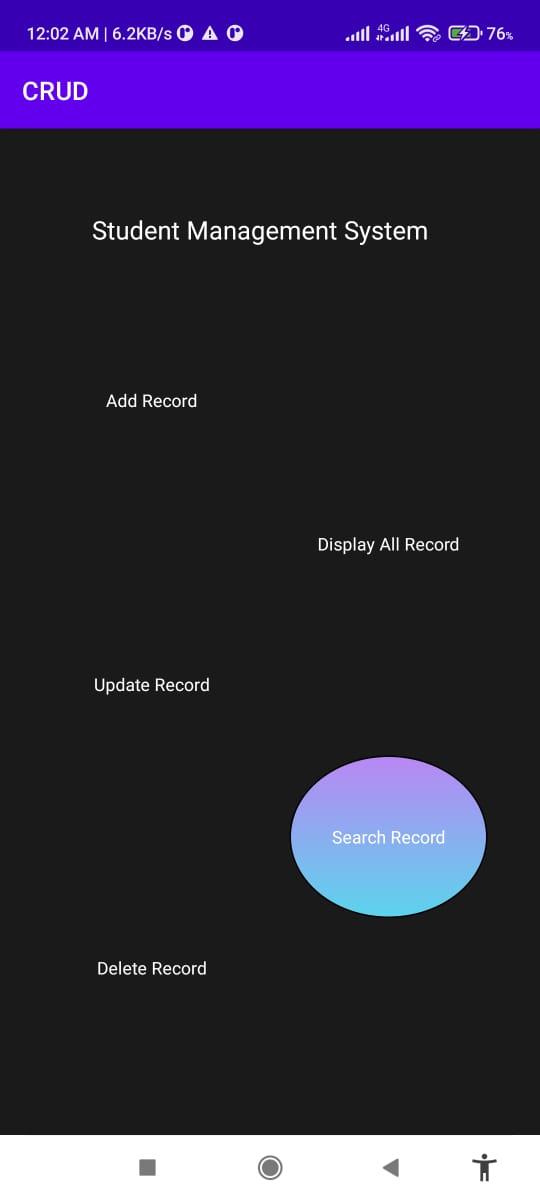 12:02 AM | 6.2KB/s 4G 76%
CRUD
Student Management System
Add Record
Display All Record
Update Record
Search Record
Delete Record